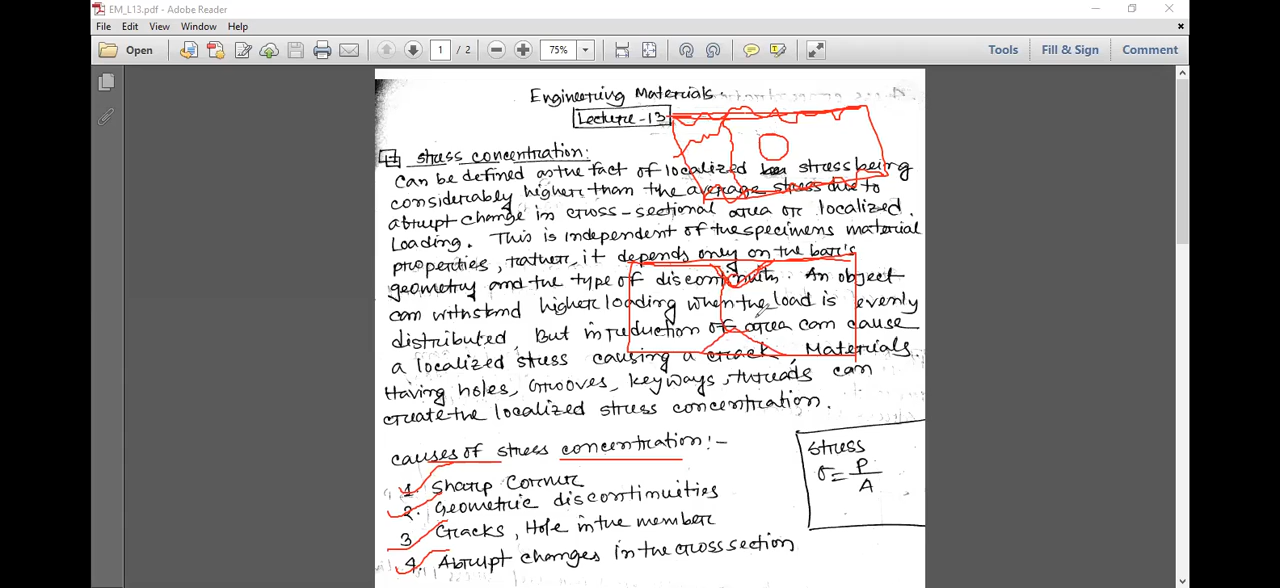 EM_L13.pdf - Adobe Reader
File Edit View Window Help
Open 1 / 2 75% Tools Fill & Sign Comment
Engineering Materials.
Lecture-13
Stress concentration:
Can be defined as the fact of localized stress being
considerably higher than the average stress due to
abrupt change in cross-sectional area or localized
Loading. This is independent of the specimens material
properties, rather it depends only on the bar's
geometry and the type of discontinuity. An object
can withstand higher loading when the load is evenly
distributed, But in reduction of area can cause
a localized stress causing a crack, Materials
Having holes, Grooves, keyways, threads can
create the localized stress concentration.
causes of stress concentration:-
1. Sharp Corner
2. Geometric discontinuities
3 Cracks, Hole in the member
4. Abrupt changes in the cross section
Stress
σ = P
A